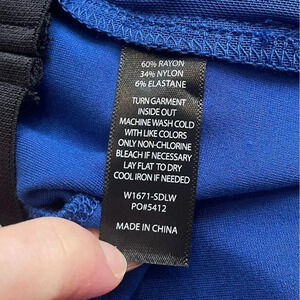 60% RAYON
34% NYLON
6% ELASTANE
TURN GARMENT
INSIDE OUT
MACHINE WASH COLD
WITH LIKE COLORS
ONLY NON-CHLORINE
BLEACH IF NECESSARY
LAY FLAT TO DRY
COOL IRON IF NEEDED
W1671-SDLW
PO#5412
MADE IN CHINA